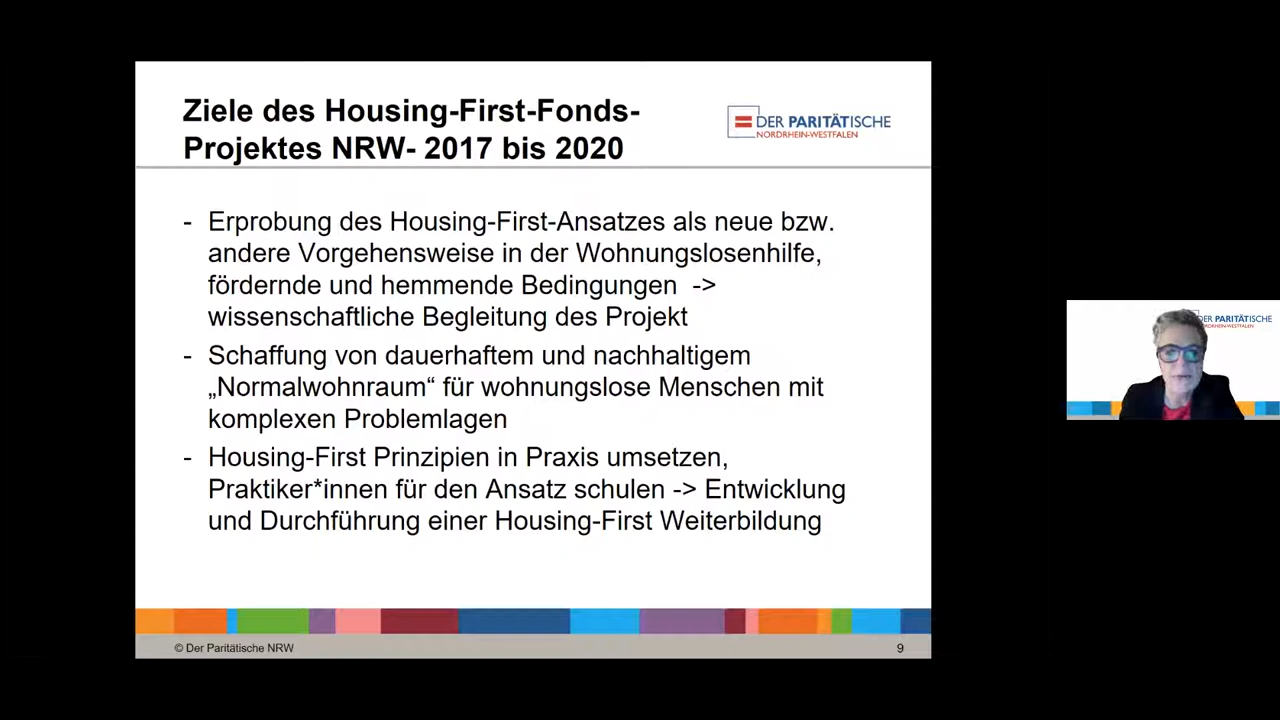 Ziele des Housing-First-Fonds-
Projektes NRW- 2017 bis 2020
DER PARITÄTISCHE
NORDRHEIN-WESTFALEN
- Erprobung des Housing-First-Ansatzes als neue bzw.
andere Vorgehensweise in der Wohnungslosenhilfe,
fördernde und hemmende Bedingungen ->
wissenschaftliche Begleitung des Projekt
- Schaffung von dauerhaftem und nachhaltigem
„Normalwohnraum“ für wohnungslose Menschen mit
komplexen Problemlagen
- Housing-First Prinzipien in Praxis umsetzen,
Praktiker*innen für den Ansatz schulen -> Entwicklung
und Durchführung einer Housing-First Weiterbildung
© Der Paritätische NRW
9
DER PARITÄTISCHE